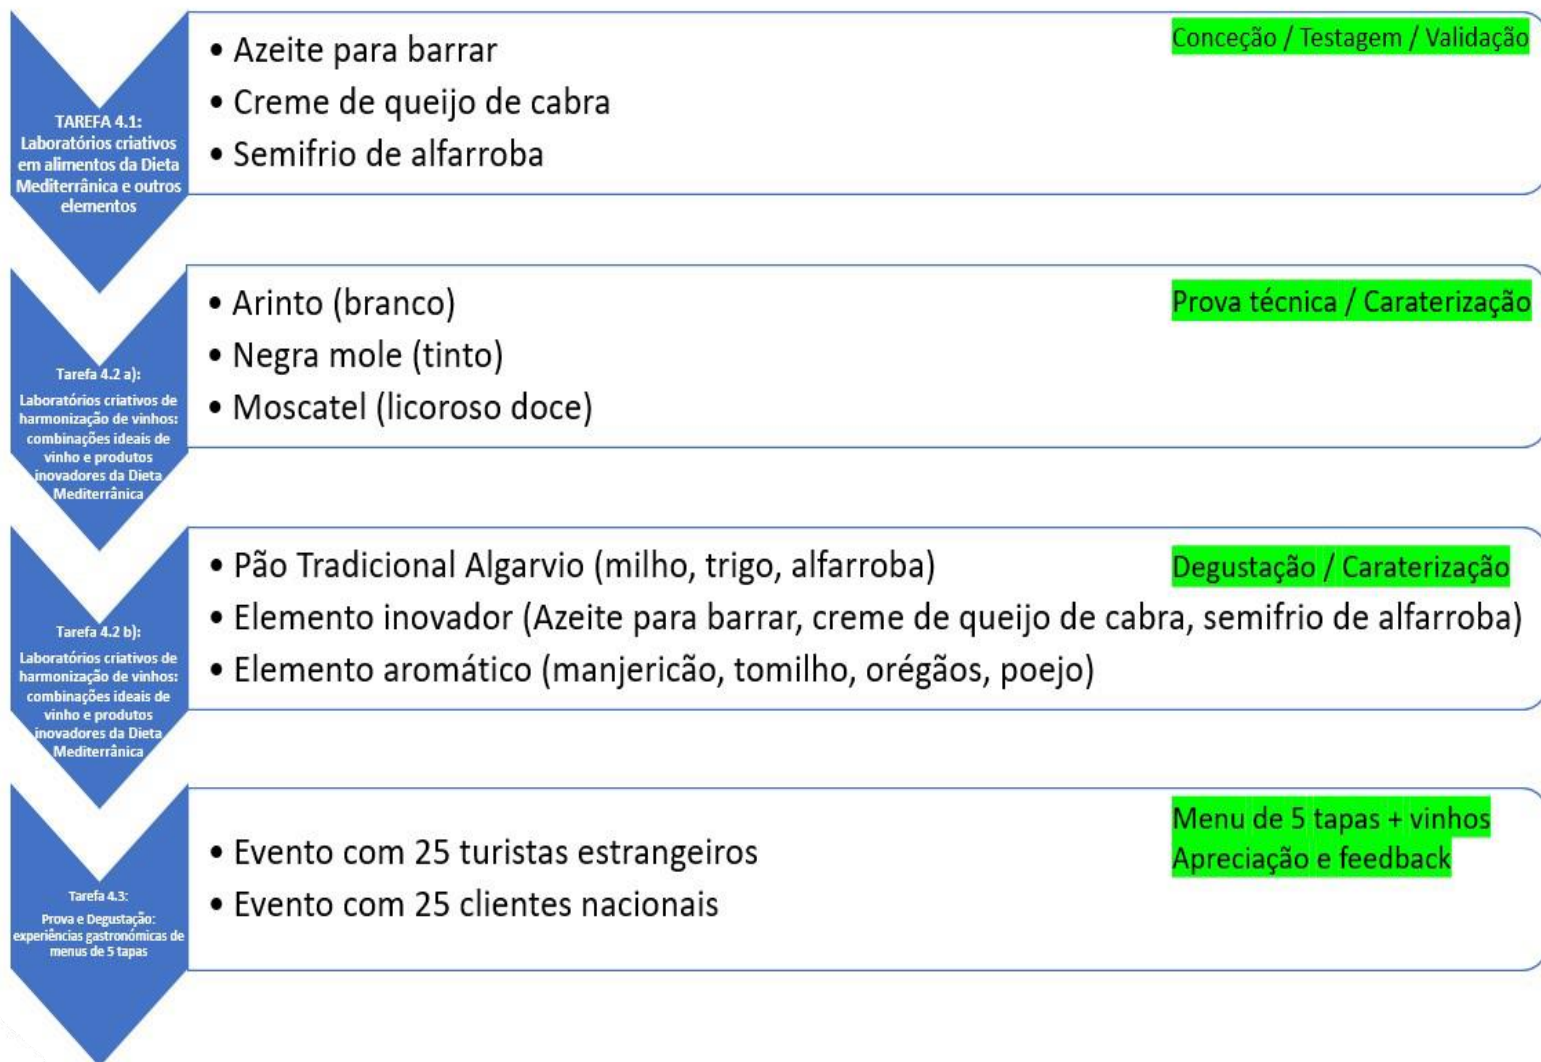 TAREFA 4.1:
Laboratórios criativos
em alimentos da Dieta
Mediterrânica e outros
elementos
• Azeite para barrar
• Creme de queijo de cabra
• Semifrio de alfarroba
Conceção / Testagem / Validação
Tarefa 4.2 a):
Laboratórios criativos de
harmonização de vinhos:
combinações ideais de
vinho e produtos
inovadores da Dieta
Mediterrânica
• Arinto (branco)
• Negra mole (tinto)
• Moscatel (licoroso doce)
Prova técnica / Caraterização
Tarefa 4.2 b):
Laboratórios criativos de
harmonização de vinhos:
combinações ideais de
vinho e produtos
inovadores da Dieta
Mediterrânica
• Pão Tradicional Algarvio (milho, trigo, alfarroba)
Degustação / Caraterização
• Elemento inovador (Azeite para barrar, creme de queijo de cabra, semifrio de alfarroba)
• Elemento aromático (manjericão, tomilho, orégãos, poejo)
Tarefa 4.3:
Prova e Degustação:
experiências gastronómicas de
menus de 5 tapas
• Evento com 25 turistas estrangeiros
• Evento com 25 clientes nacionais
Menu de 5 tapas + vinhos
Apreciação e feedback